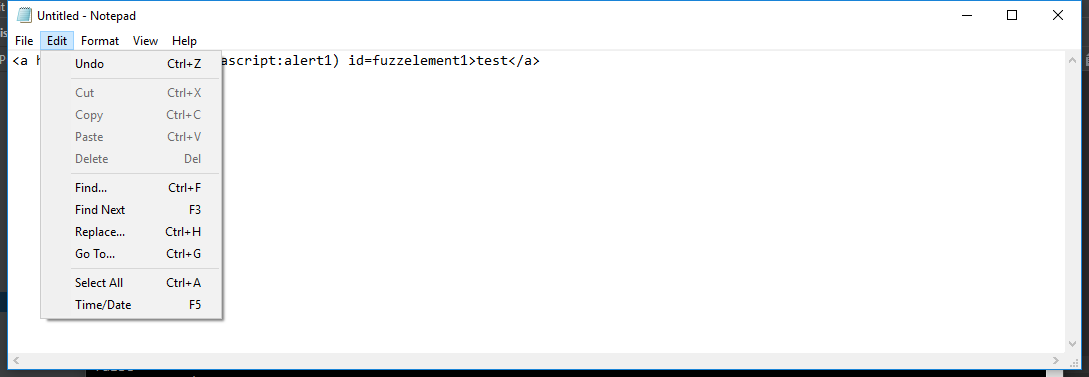 Untitled - Notepad
File Edit Format View Help
<a h ascript:alert1) id=fuzzelement1>test</a>
Undo Ctrl+Z
Cut Ctrl+X
Copy Ctrl+C
Paste Ctrl+V
Delete Del
Find... Ctrl+F
Find Next F3
Replace... Ctrl+H
Go To... Ctrl+G
Select All Ctrl+A
Time/Date F5